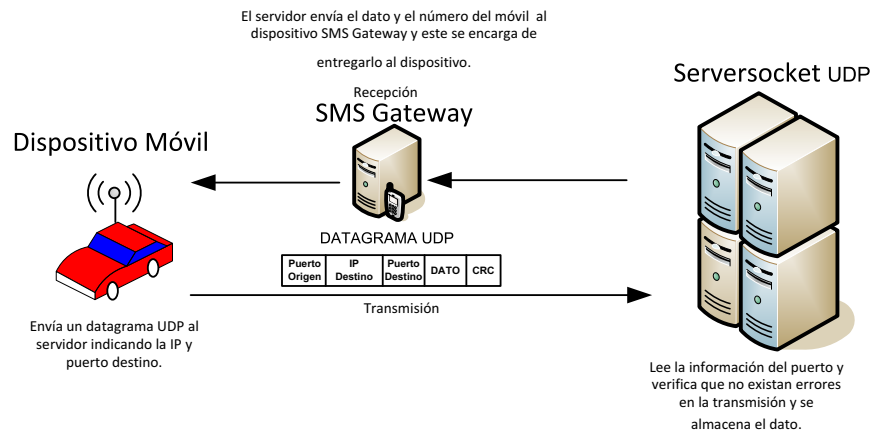 El servidor envía el dato y el número del móvil al
dispositivo SMS Gateway y este se encarga de
entregarlo al dispositivo.
Recepción
SMS Gateway
Serversocket UDP
Dispositivo Móvil
DATAGRAMA UDP
Puerto Origen
IP Destino
Puerto Destino
DATO
CRC
Transmisión
Envía un datagrama UDP al
servidor indicando la IP y
puerto destino.
Lee la información del puerto y
verifica que no existan errores
en la transmisión y se
almacena el dato.